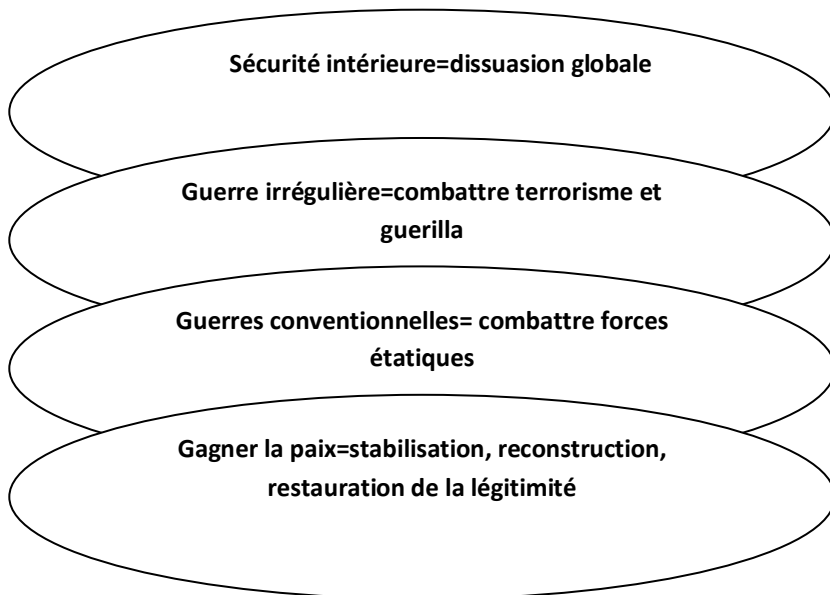 Sécurité intérieure=dissuasion globale
Guerre irrégulière=combattre terrorisme et
guerilla
Guerres conventionnelles= combattre forces
étatiques
Gagner la paix=stabilisation, reconstruction,
restauration de la légitimité